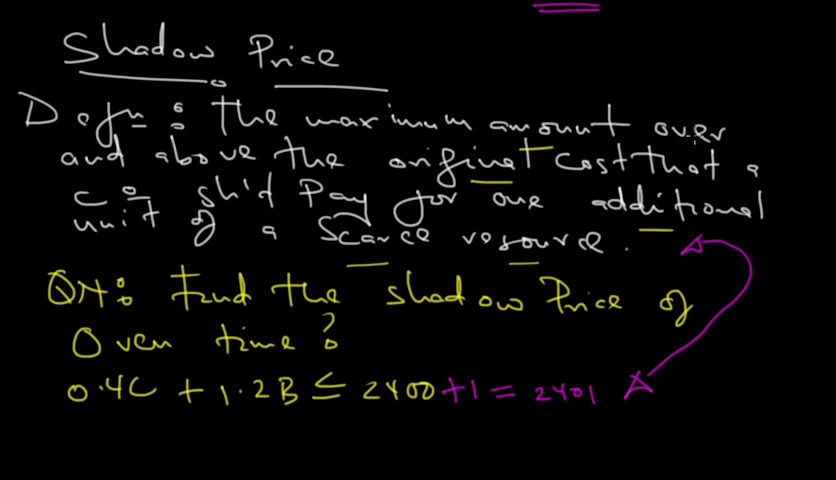 Shadow Price
Defn: the maximum amount over
and above the original cost that a
co. sh'd pay for one additional
unit of a scarce resource.
QN: Find the shadow Price of
Oven time?
0.4C + 1.2B ≤ 2400 +1 = 2401